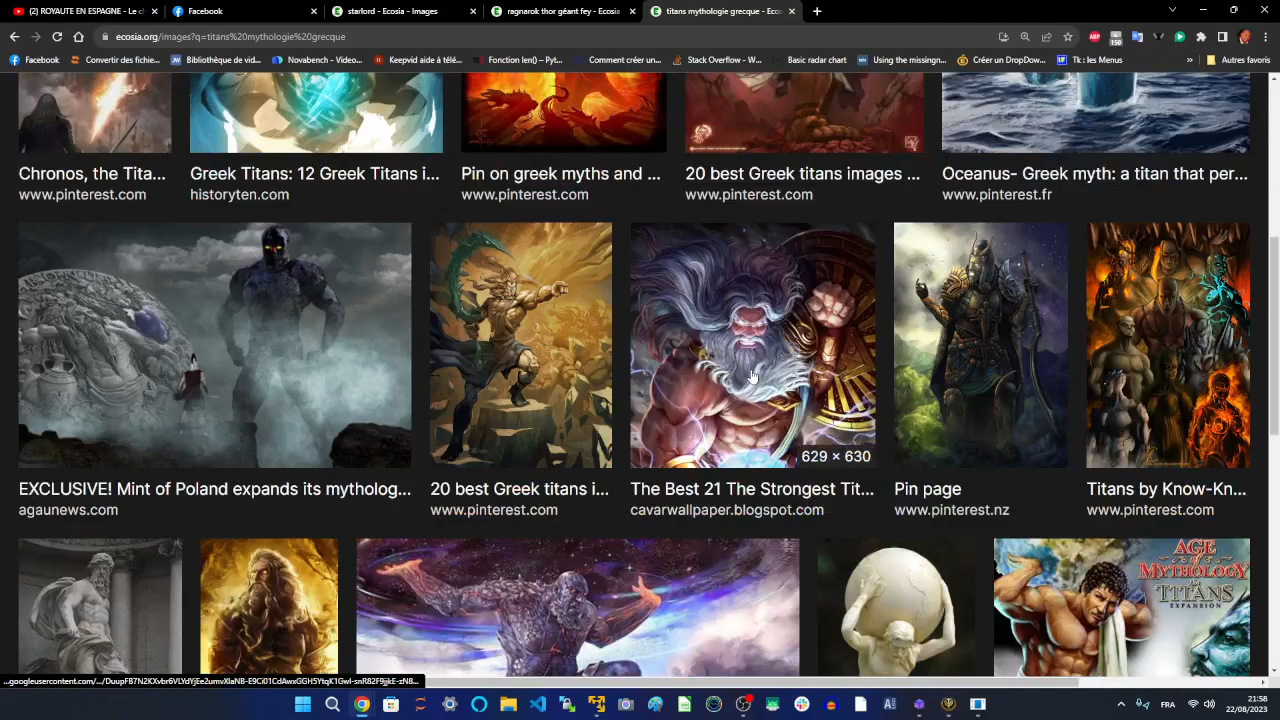 (2) ROYAUTE EN ESPAGNE - Le cl
Facebook
starlord - Ecosia - Images
ragnarok thor géant fey - Ecosia
titans mythologie grecque - Eco
ecosia.org/images?q=titans%20mythologie%20grecque
150
Facebook
Convertir des fichie...
Bibliothèque de vid...
Novabench - Video...
Keepvid aide à télé...
Fonction len() – Pyt...
Comment créer un...
Stack Overflow - W...
Basic radar chart
Using the missingn...
Créer un DropDow...
Tk : les Menus
»
Autres favoris
Chronos, the Tita...
www.pinterest.com
Greek Titans: 12 Greek Titans i...
historyten.com
Pin on greek myths and ...
www.pinterest.com
20 best Greek titans images ...
www.pinterest.com
Oceanus- Greek myth: a titan that per...
www.pinterest.fr
629 × 630
EXCLUSIVE! Mint of Poland expands its mytholog...
agaunews.com
20 best Greek titans i...
www.pinterest.com
The Best 21 The Strongest Tit...
cavarwallpaper.blogspot.com
Pin page
www.pinterest.nz
Titans by Know-Kn...
www.pinterest.com
AGE
of
MYTHOLOGY
THE
TITANS
EXPANSION
FRA
21:58
22/08/2023